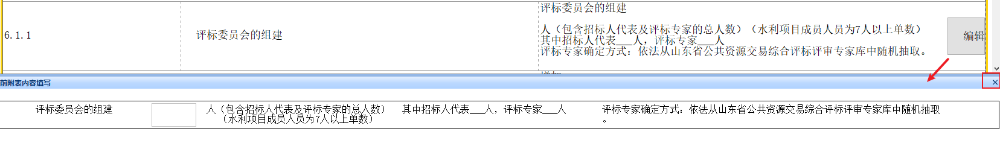 评标委员会的组建
6.1.1
评标委员会的组建
人（包含招标人代表及评标专家的总人数）（水利项目成员人员为7人以上单数）
其中招标人代表___人，评标专家___人
评标专家确定方式：依法从山东省公共资源交易综合评标评审专家库中随机抽取。
编辑
前附表内容填写
评标委员会的组建
人（包含招标人代表及评标专家的总人数）
（水利项目成员人员为7人以上单数）
其中招标人代表___人，评标专家___人
评标专家确定方式：依法从山东省公共资源交易综合评标评审专家库中随机抽取
。